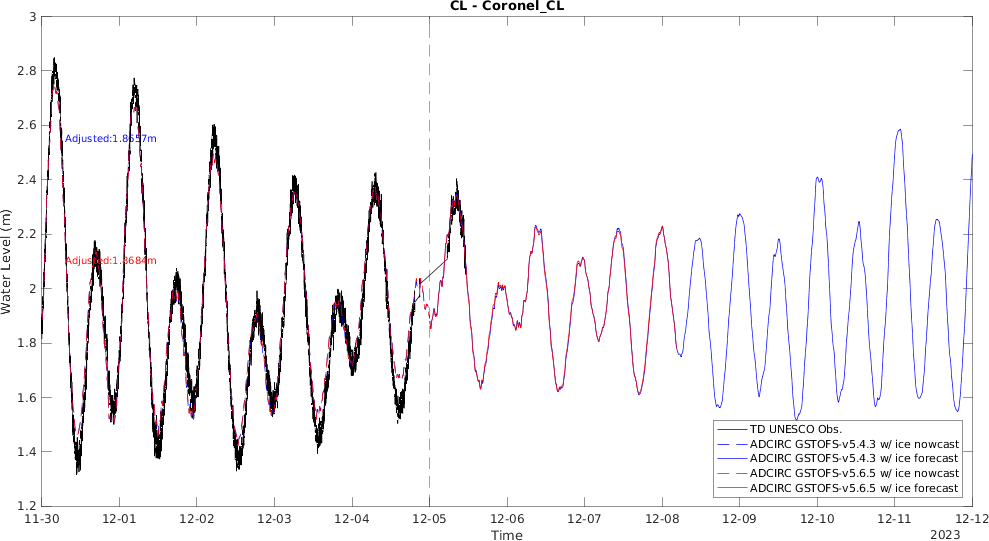 CL - Coronel_CL
3
2.8
2.6
2.4
2.2
2
1.8
1.6
1.4
1.2
Water Level (m)
Adjusted:1.8657m
Adjusted:1.8684m
TD UNESCO Obs.
ADCIRC GSTOFS-v5.4.3 w/ ice nowcast
ADCIRC GSTOFS-v5.4.3 w/ ice forecast
ADCIRC GSTOFS-v5.6.5 w/ ice nowcast
ADCIRC GSTOFS-v5.6.5 w/ ice forecast
11-30 12-01 12-02 12-03 12-04 12-05 12-06 12-07 12-08 12-09 12-10 12-11 12-12
Time
2023